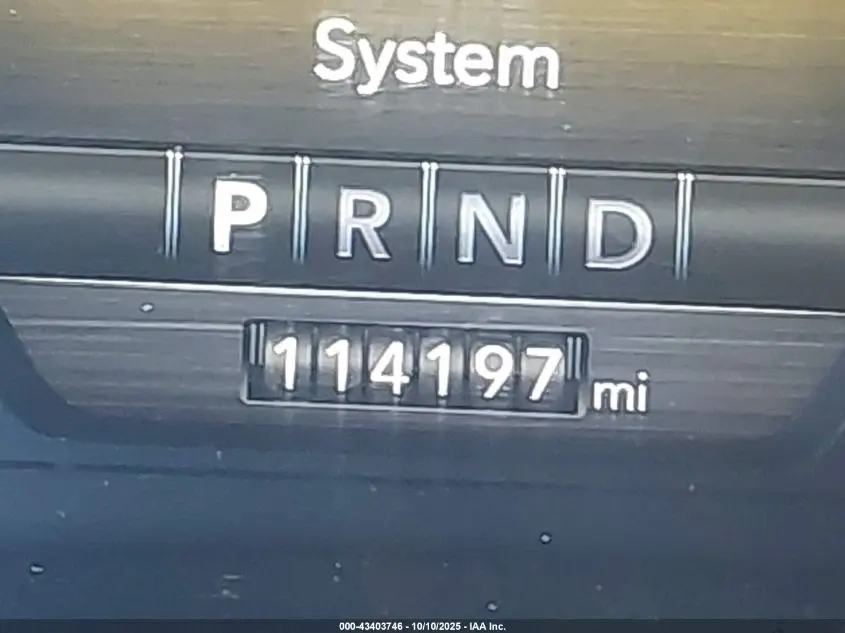 System
P R N D
114197 mi
000-43403746 - 10/10/2025 - IAA Inc.